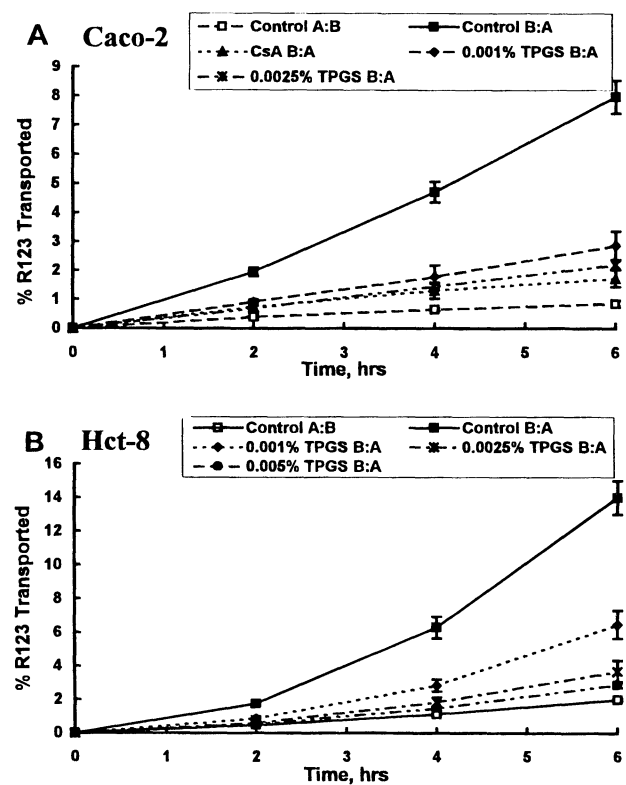 A Caco-2
Control A:B Control B:A
CsA B:A 0.001% TPGS B:A
0.0025% TPGS B:A
9
8
7
6
5
4
3
2
1
0
% R123 Transported
0 1 2 3 4 5 6
Time, hrs
B Hct-8
Control A:B Control B:A
0.001% TPGS B:A 0.0025% TPGS B:A
0.005% TPGS B:A
16
14
12
10
8
6
4
2
0
% R123 Transported
0 1 2 3 4 5 6
Time, hrs